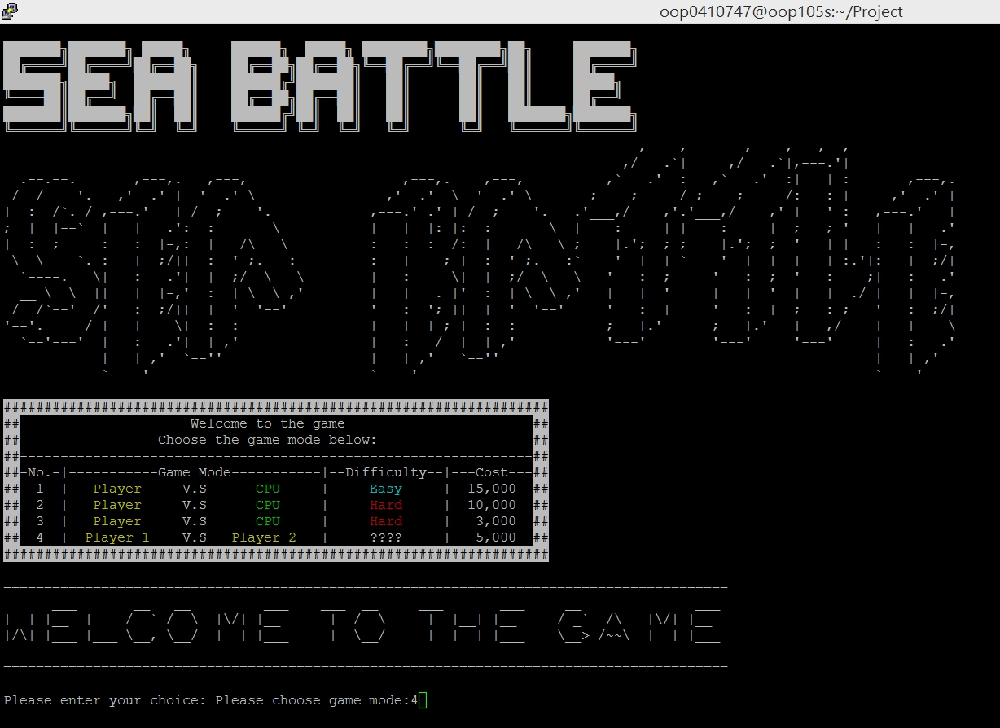 oop0410747@oop105s:~/Project
SEA BATTLE
Sea Battle
####################################################################
## Welcome to the game ##
## Choose the game mode below: ##
##---------------------------------------------------------------##
##-No.-|-----------Game Mode-----------|--Difficulty--|---Cost---##
## 1 | Player V.S CPU | Easy | 15,000 ##
## 2 | Player V.S CPU | Hard | 10,000 ##
## 3 | Player V.S CPU | Hard | 3,000 ##
## 4 | Player 1 V.S Player 2 | ???? | 5,000 ##
####################################################################
WELCOME TO THE GAME
Please enter your choice: Please choose game mode:4